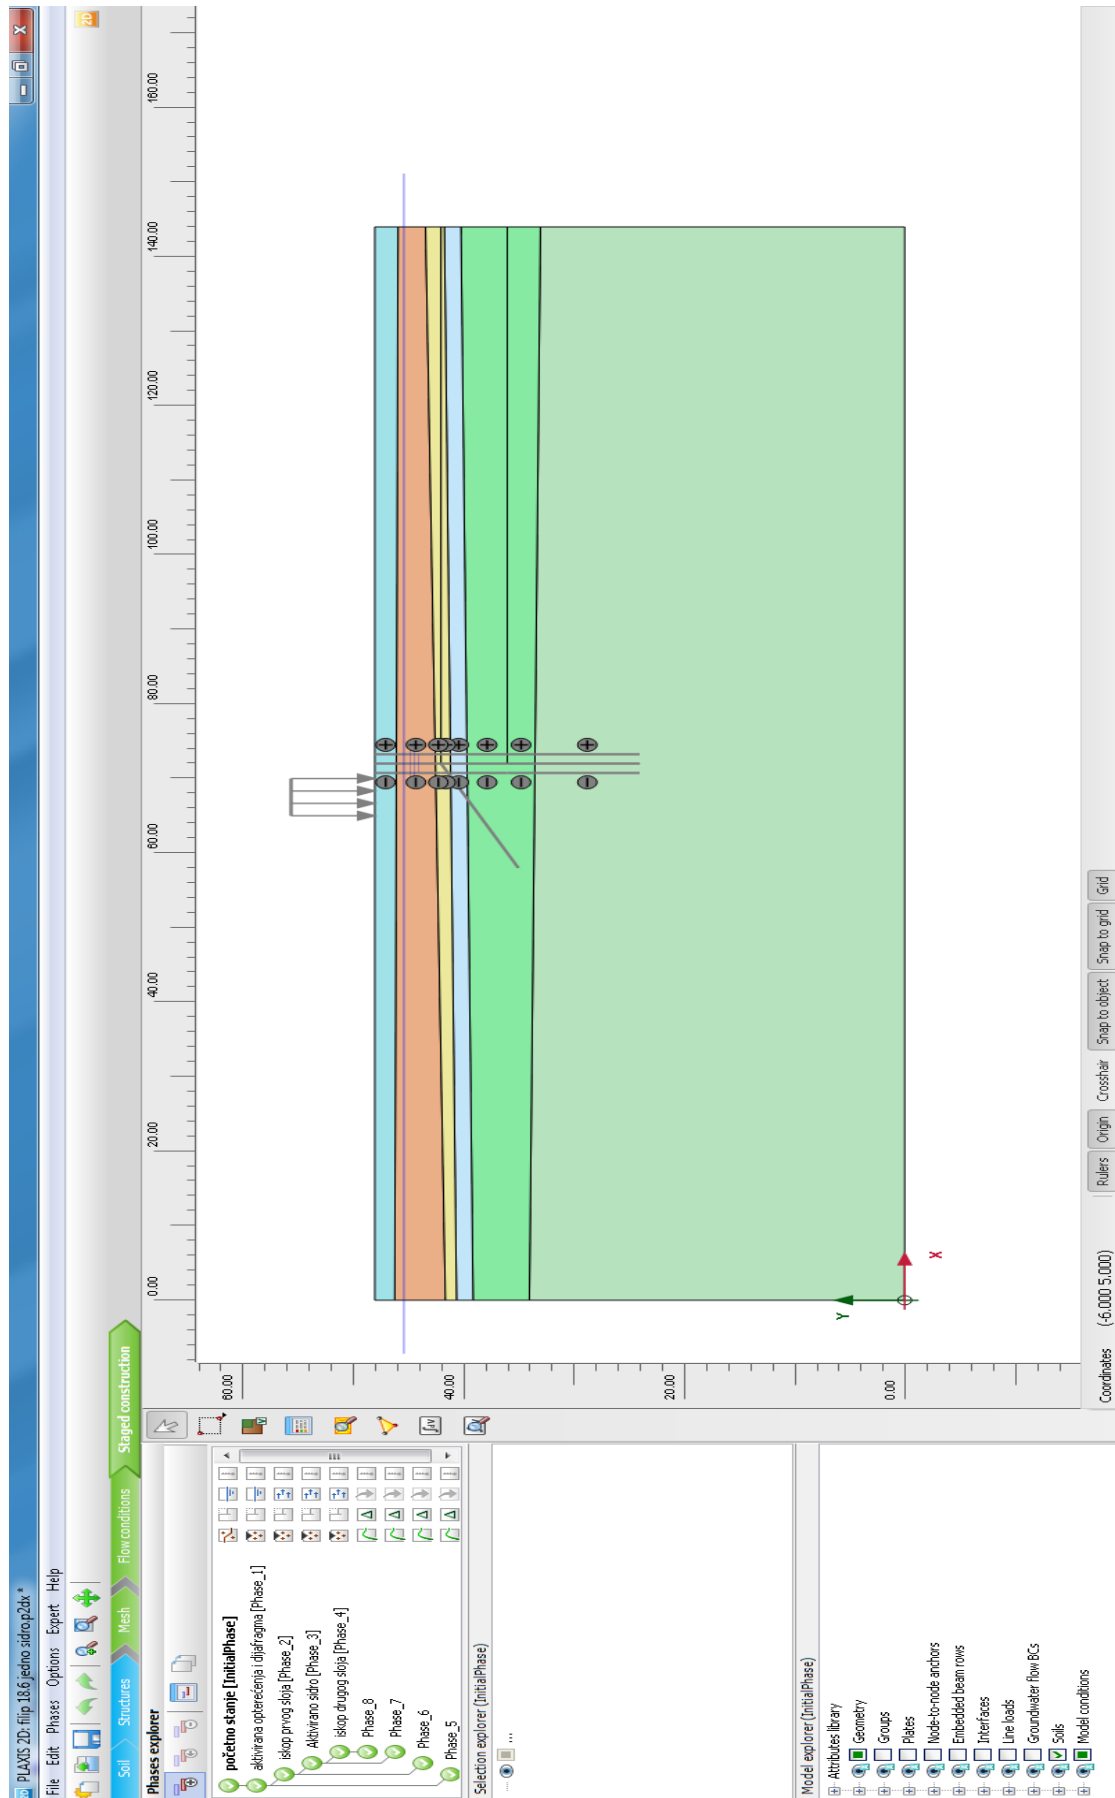 PLAXIS 2D: filip 18.6 jedno sidro.p2dx *
File Edit Phases Options Expert Help
Soil Structures Mesh Flow conditions Staged construction
Phases explorer
početno stanje [InitialPhase]
aktivirana opterećenja i dijafragma [Phase_1]
iskop prvog sloja [Phase_2]
Aktivirano sidro [Phase_3]
iskop drugog sloja [Phase_4]
Phase_8
Phase_7
Phase_6
Phase_5
Selection explorer (InitialPhase)
...
Model explorer (InitialPhase)
Attributes library
Geometry
Groups
Plates
Node-to-node anchors
Embedded beam rows
Interfaces
Line loads
Groundwater flow BCs
Soils
Model conditions
0.00 20.00 40.00 60.00 80.00 100.00 120.00 140.00 160.00
60.00
40.00
20.00
0.00
Y
X
Coordinates (-6.000 5.000) Rulers Origin Crosshair Snap to object Snap to grid Grid